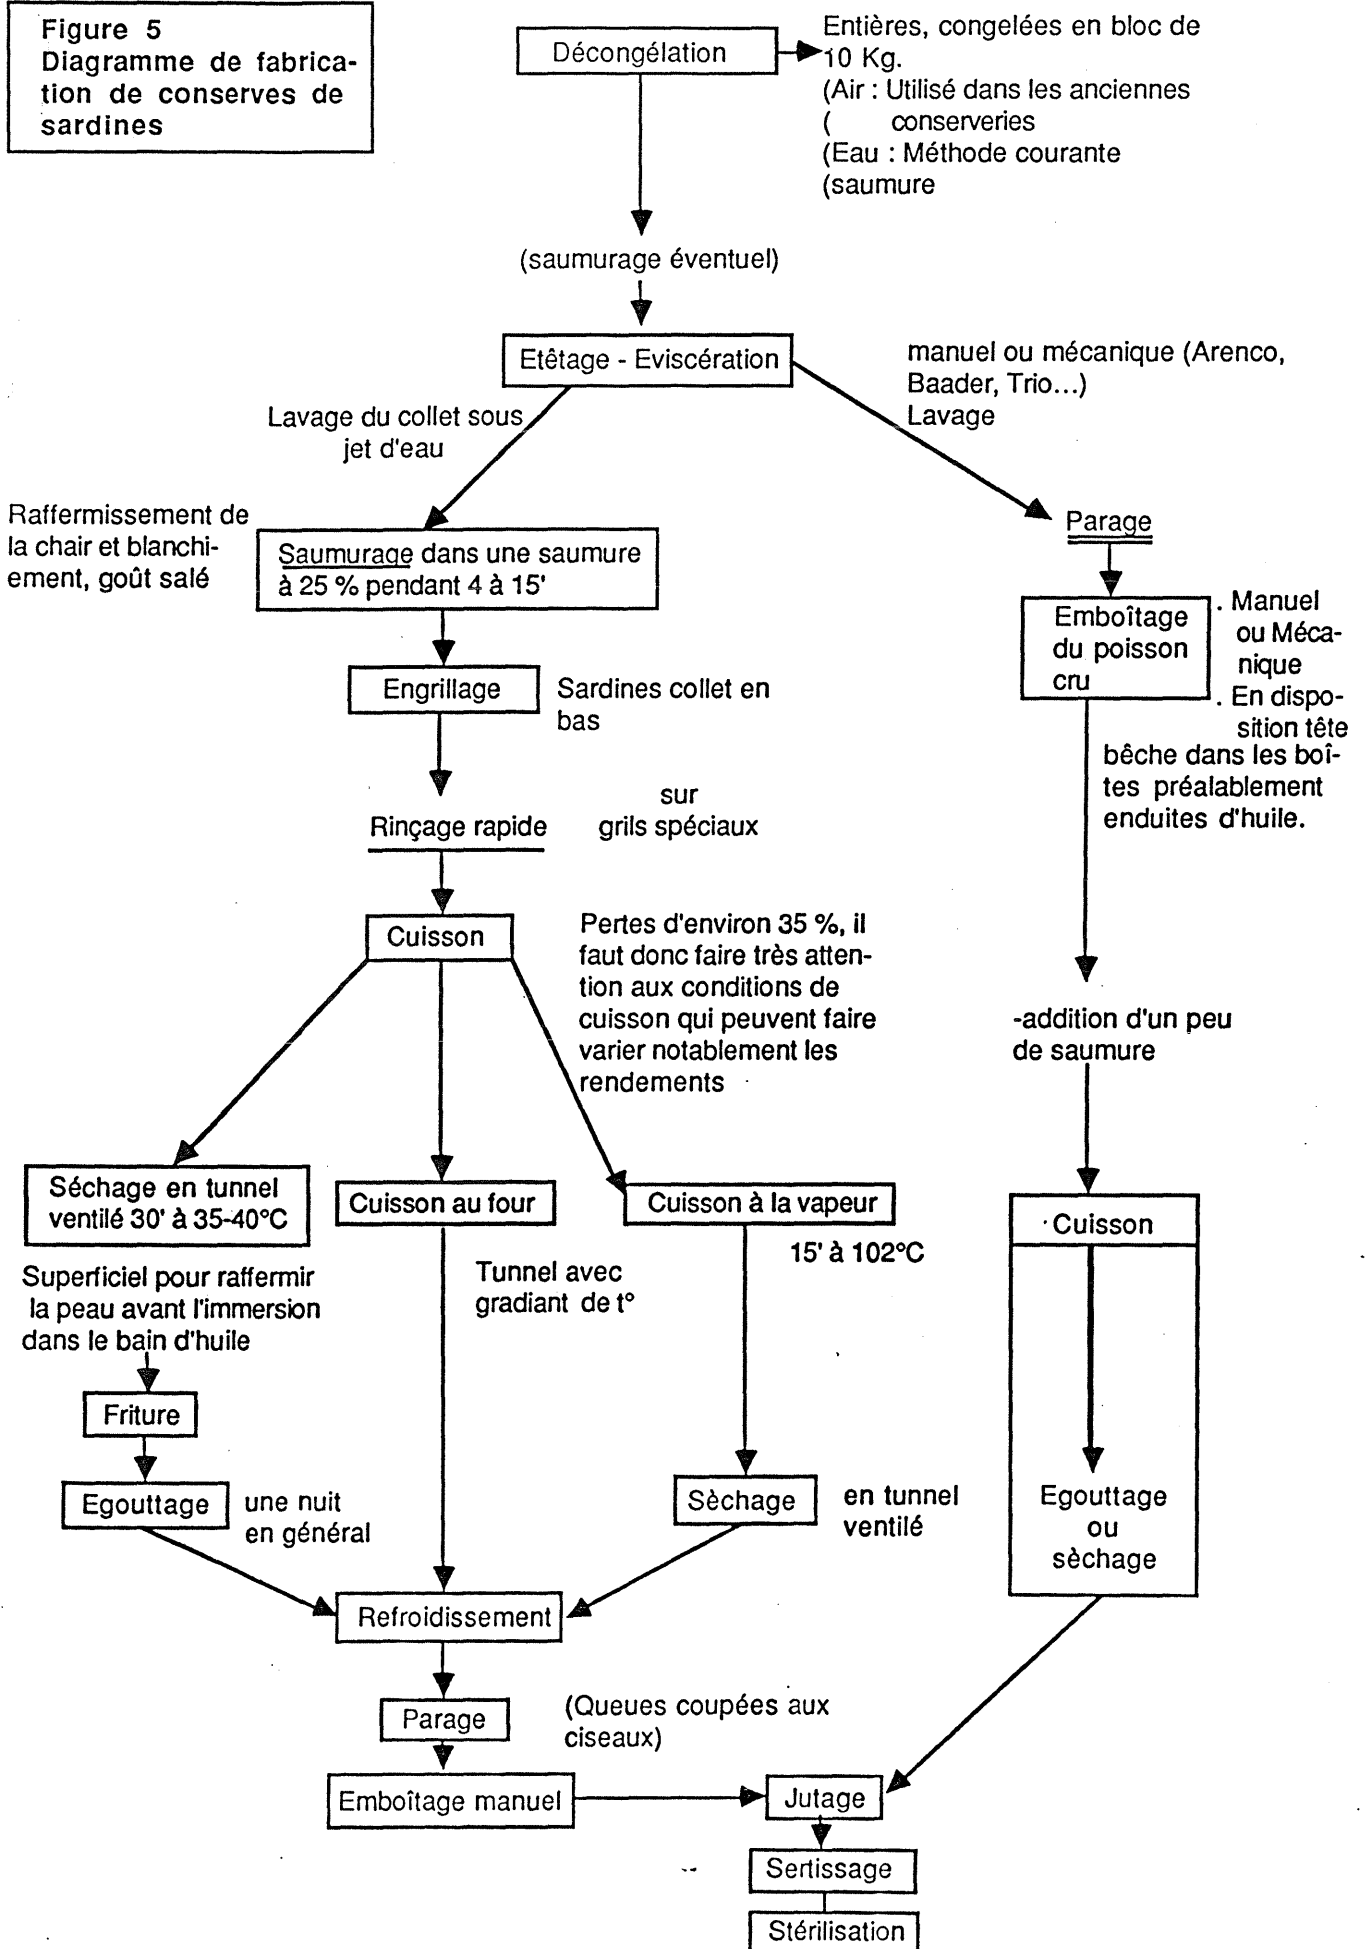 Figure 5
Diagramme de fabrica-
tion de conserves de
sardines
Décongélation
Entières, congelées en bloc de
10 Kg.
(Air : Utilisé dans les anciennes
( conserveries
(Eau : Méthode courante
(saumure
(saumurage éventuel)
Etêtage - Eviscération
manuel ou mécanique (Arenco,
Baader, Trio...)
Lavage
Lavage du collet sous
jet d'eau
Raffermissement de
la chair et blanchi-
ement, goût salé
Saumurage dans une saumure
à 25 % pendant 4 à 15'
Parage
Emboîtage
du poisson
cru
. Manuel
ou Méca-
nique
. En dispo-
sition tête
bêche dans les boî-
tes préalablement
enduites d'huile.
Engrillage
Sardines collet en
bas
Rinçage rapide
sur
grils spéciaux
Cuisson
Pertes d'environ 35 %, il
faut donc faire très atten-
tion aux conditions de
cuisson qui peuvent faire
varier notablement les
rendements
-addition d'un peu
de saumure
Séchage en tunnel
ventilé 30' à 35-40°C
Cuisson au four
Cuisson à la vapeur
15' à 102°C
Cuisson
Superficiel pour raffermir
la peau avant l'immersion
dans le bain d'huile
Tunnel avec
gradiant de t°
Friture
Egouttage
une nuit
en général
Sèchage
en tunnel
ventilé
Egouttage
ou
sèchage
Refroidissement
Parage
(Queues coupées aux
ciseaux)
Emboîtage manuel
Jutage
Sertissage
Stérilisation